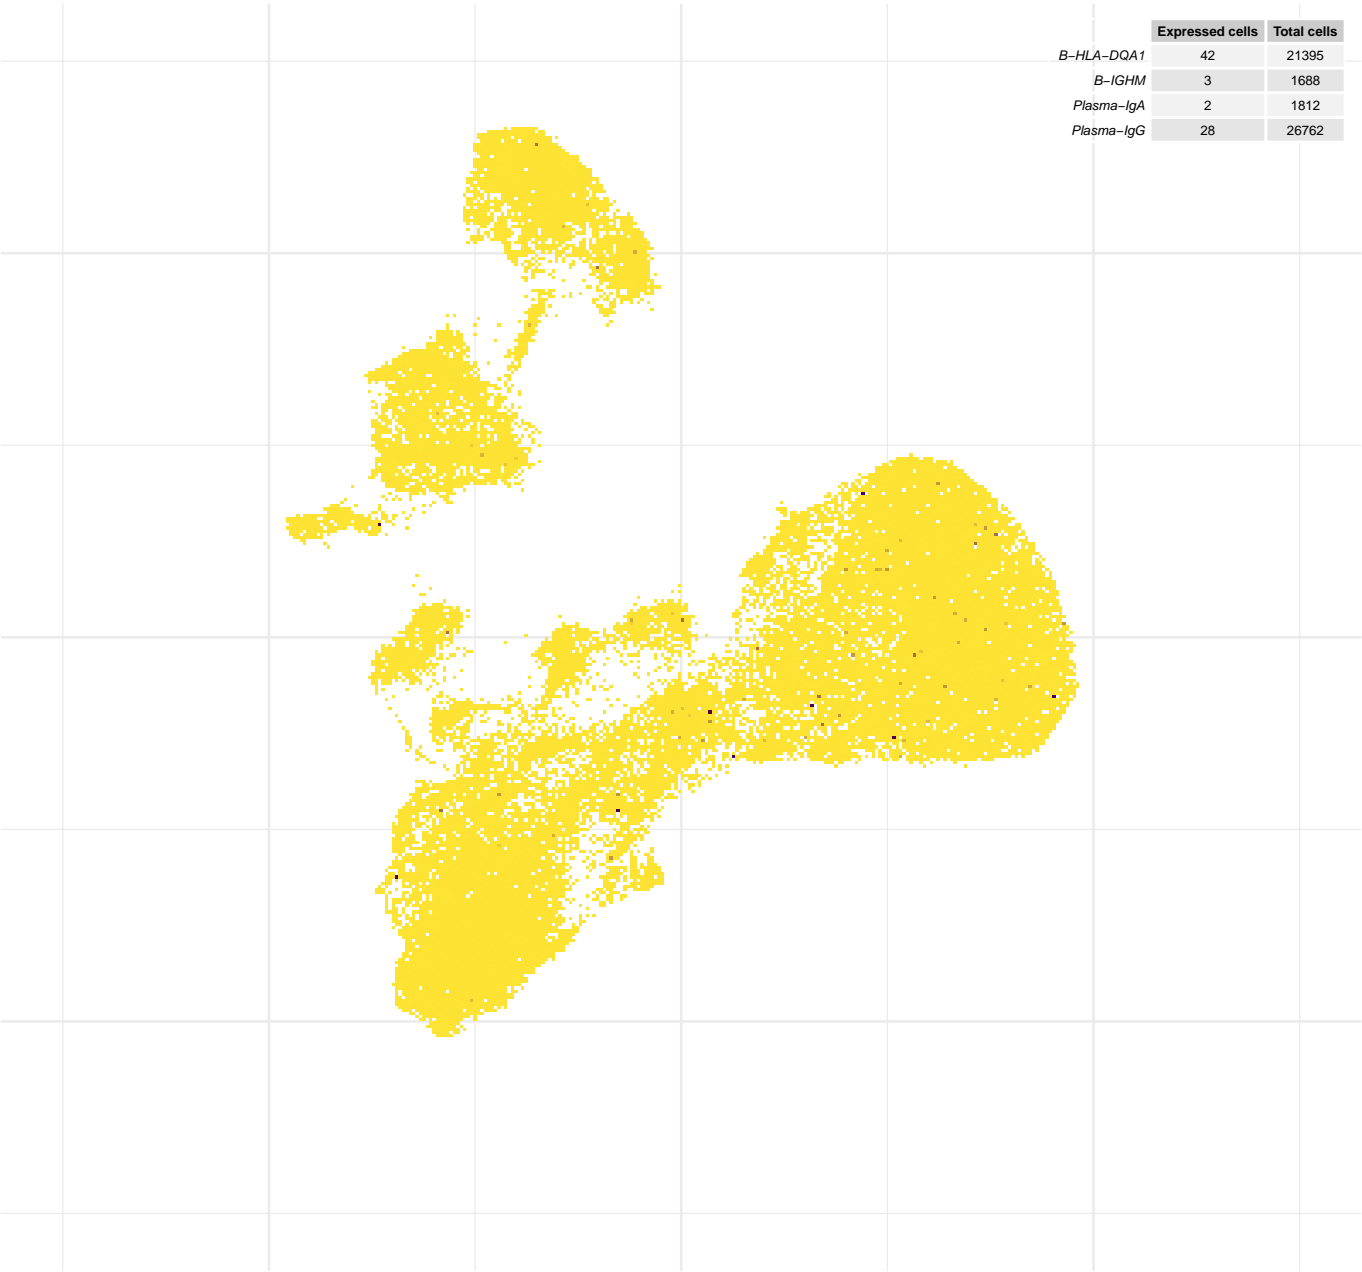 Expressed cells Total cells
B−HLA−DQA1 42 21395
B−IGHM 3 1688
Plasma−IgA 2 1812
Plasma−IgG 28 26762